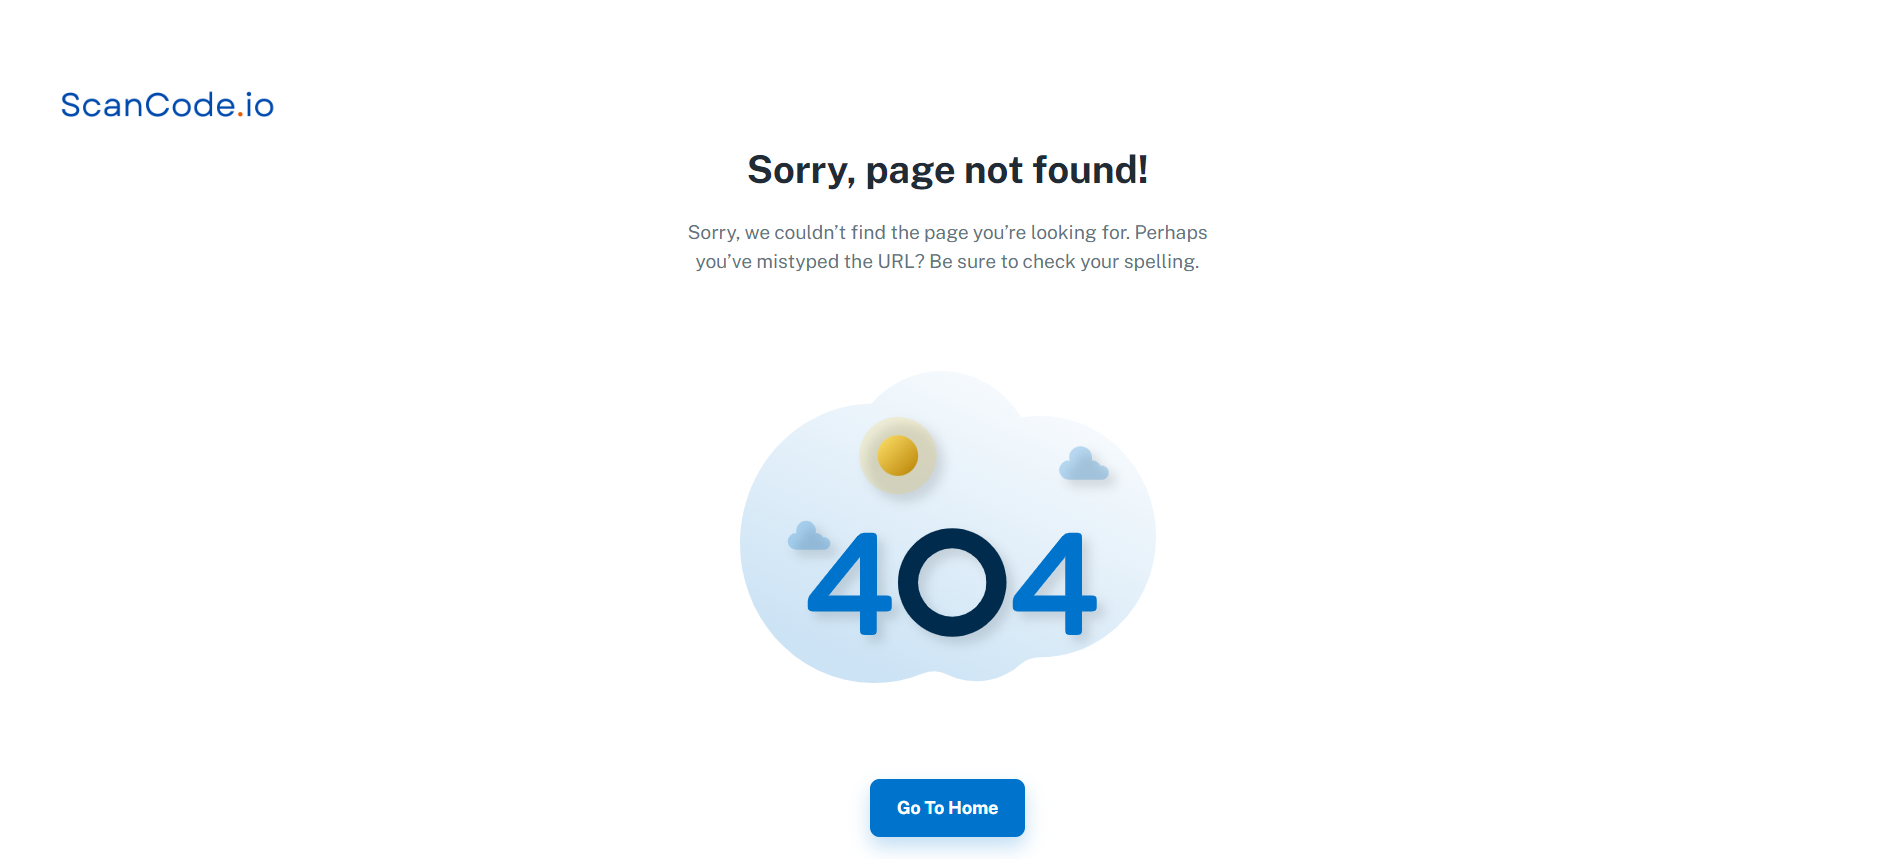 ScanCode.io
Sorry, page not found!
Sorry, we couldn’t find the page you’re looking for. Perhaps
you’ve mistyped the URL? Be sure to check your spelling.
404
Go To Home